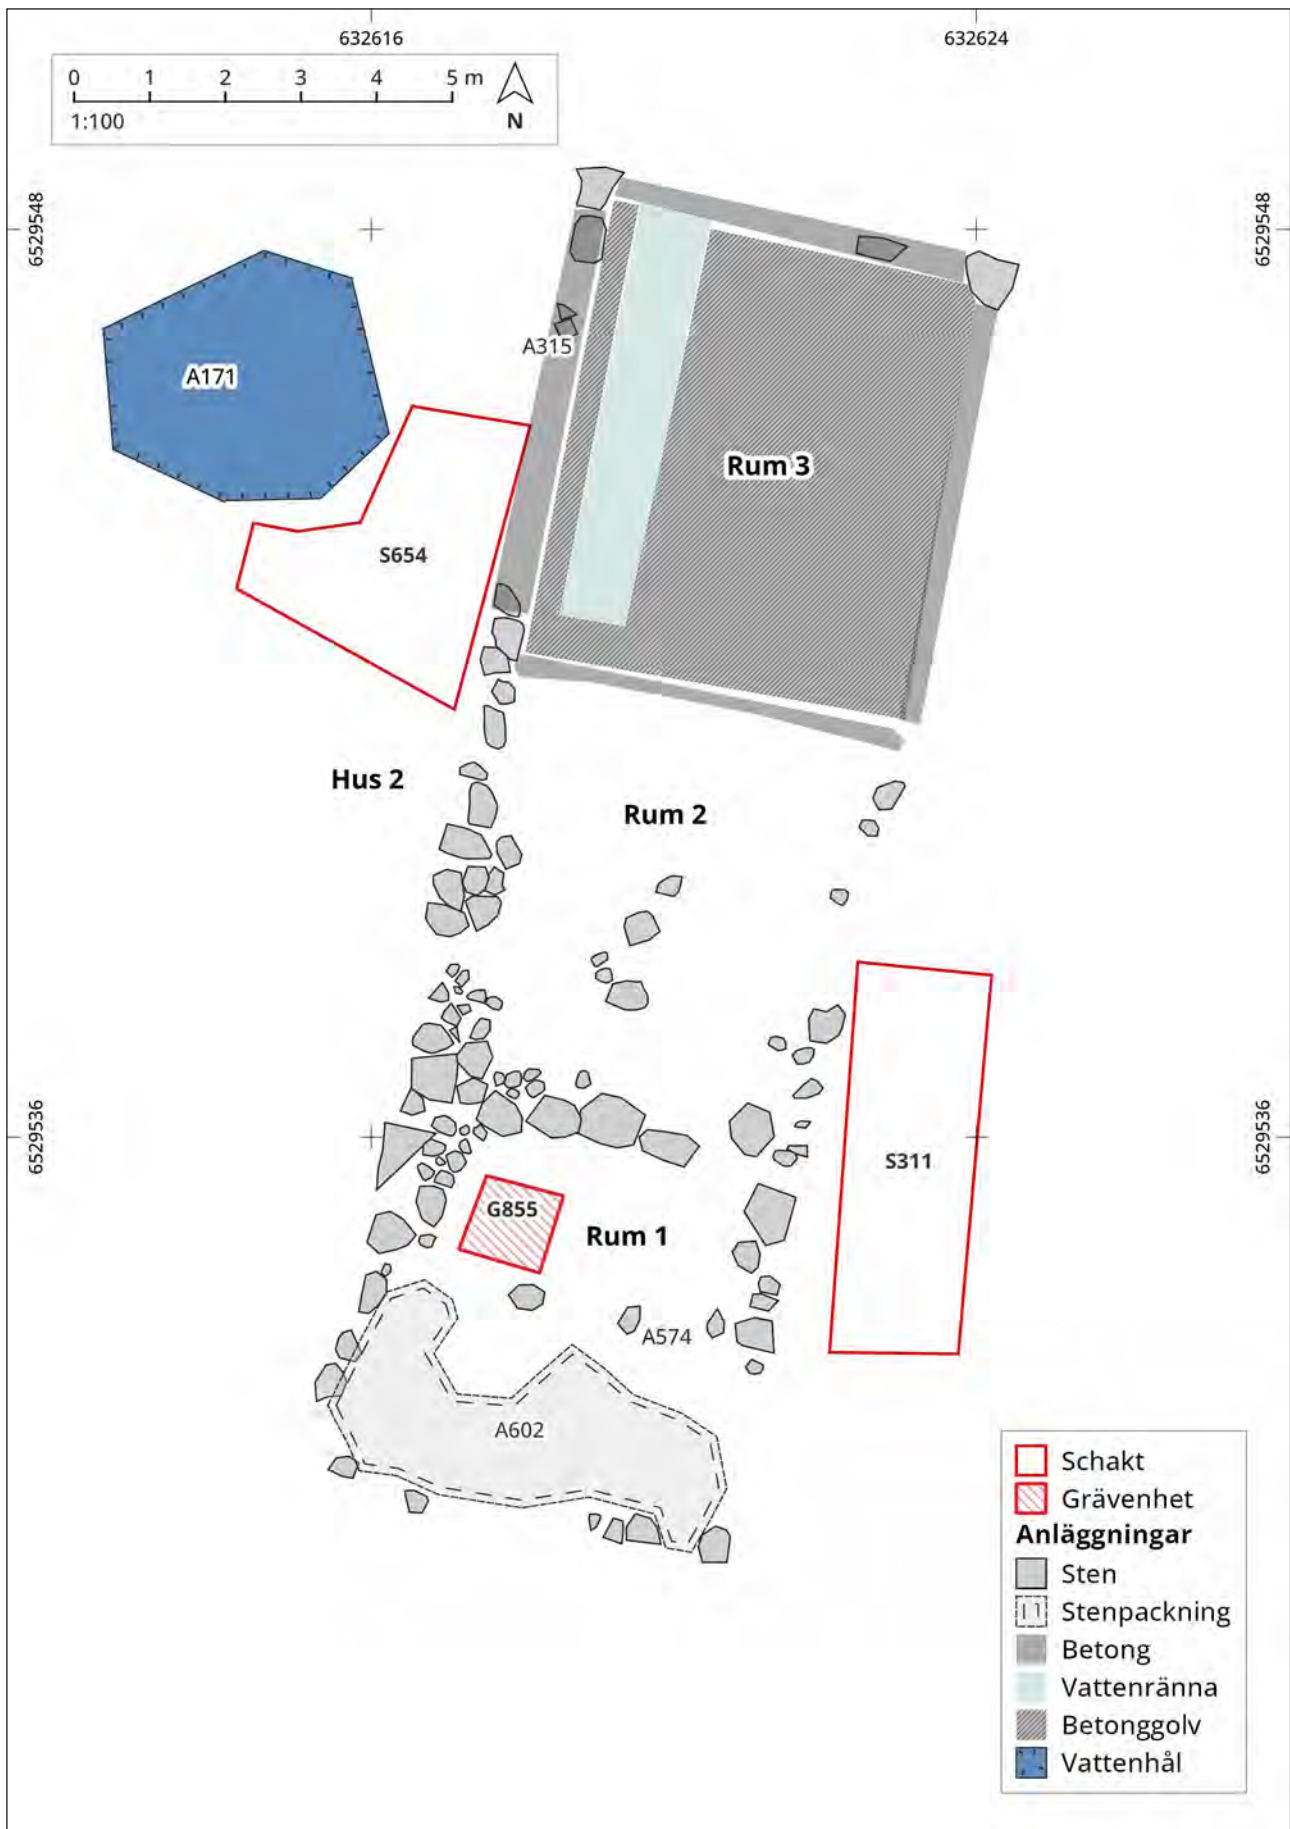 632616
632624
0 1 2 3 4 5 m
1:100
N
6529548
6529548
A171
A315
Rum 3
S654
Hus 2
Rum 2
6529536
6529536
S311
G855
Rum 1
A574
A602
Schakt
Grävenhet
Anläggningar
Sten
Stenpackning
Betong
Vattenränna
Betonggolv
Vattenhål